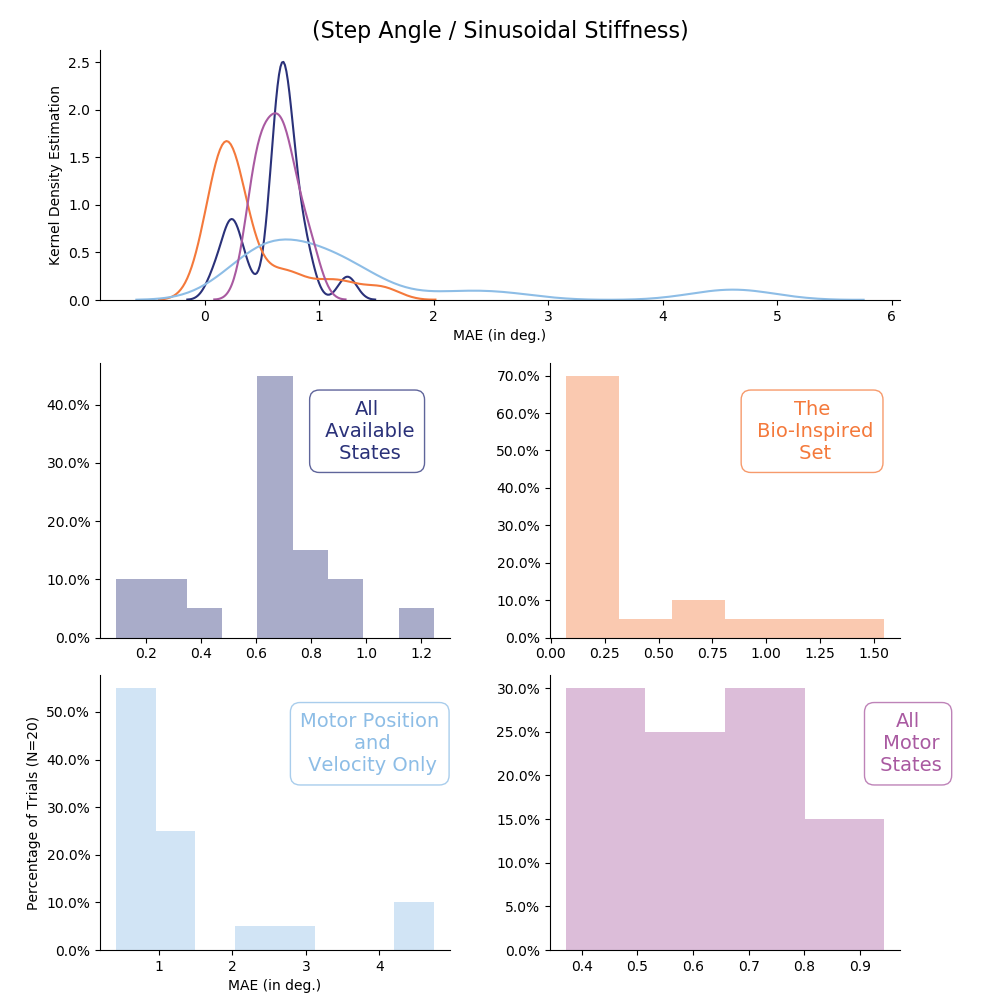 (Step Angle / Sinusoidal Stiffness)
Kernel Density Estimation
2.5
2.0
1.5
1.0
0.5
0.0
0 1 2 3 4 5 6
MAE (in deg.)
All
Available
States
40.0%
30.0%
20.0%
10.0%
0.0%
0.2 0.4 0.6 0.8 1.0 1.2
The
Bio-Inspired
Set
70.0%
60.0%
50.0%
40.0%
30.0%
20.0%
10.0%
0.0%
0.00 0.25 0.50 0.75 1.00 1.25 1.50
Percentage of Trials (N=20)
Motor Position
and
Velocity Only
50.0%
40.0%
30.0%
20.0%
10.0%
0.0%
1 2 3 4
MAE (in deg.)
All
Motor
States
30.0%
25.0%
20.0%
15.0%
10.0%
5.0%
0.0%
0.4 0.5 0.6 0.7 0.8 0.9